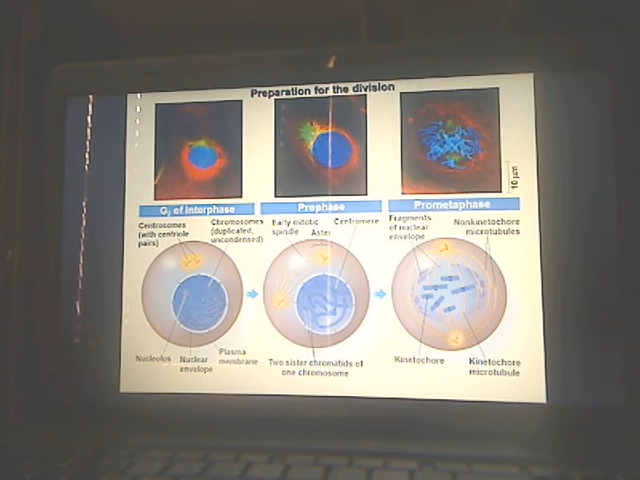 Preparation for the division
10 µm
G₂ of Interphase
Prophase
Prometaphase
Centrosomes
(with centriole
pairs)
Chromosomes
(duplicated,
uncondensed)
Early mitotic
spindle
Aster
Centromere
Fragments
of nuclear
envelope
Nonkinetochore
microtubules
Nucleolus
Nuclear
envelope
Plasma
membrane
Two sister chromatids of
one chromosome
Kinetochore
Kinetochore
microtubule